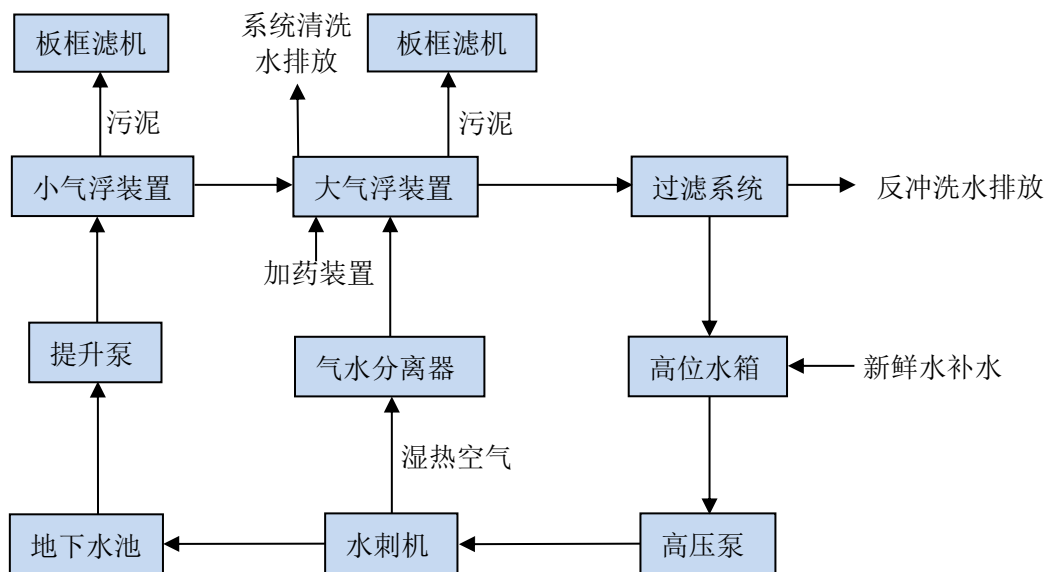 板框滤机
系统清洗
水排放
板框滤机
污泥
污泥
小气浮装置
大气浮装置
过滤系统
反冲洗水排放
加药装置
提升泵
气水分离器
高位水箱
新鲜水补水
湿热空气
地下水池
水刺机
高压泵